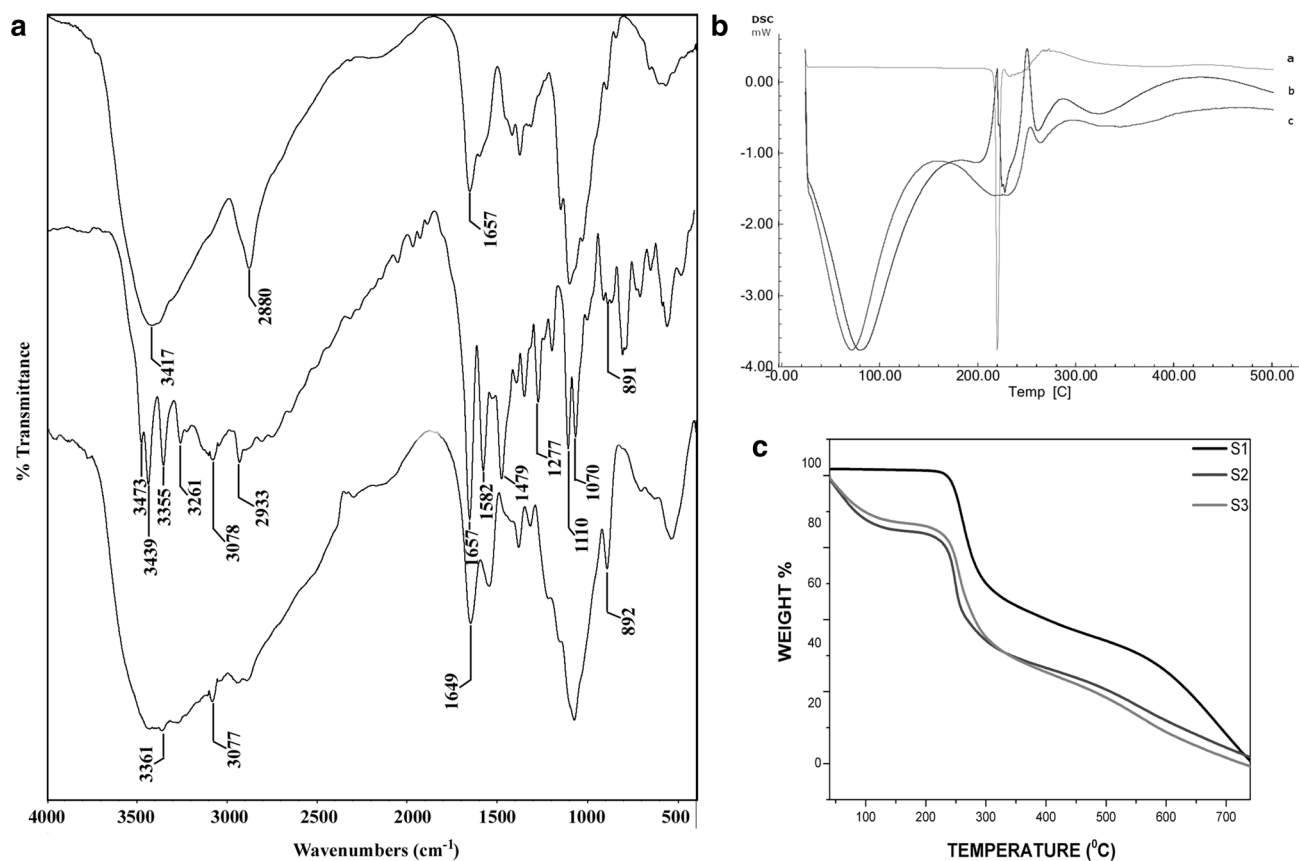 a
% Transmittance
3417
2880
1657
3473
3439
3355
3261
3078
2933
1657
1582
1479
1277
1110
1070
891
3361
3077
1649
892
4000 3500 3000 2500 2000 1500 1000 500
Wavenumbers (cm-1)
b
DSC
mW
0.00
-1.00
-2.00
-3.00
-4.00
-0.00 100.00 200.00 300.00 400.00 500.00
Temp [C]
a
b
c
c
S1
S2
S3
WEIGHT %
100
80
60
40
20
0
100 200 300 400 500 600 700
TEMPERATURE (0C)